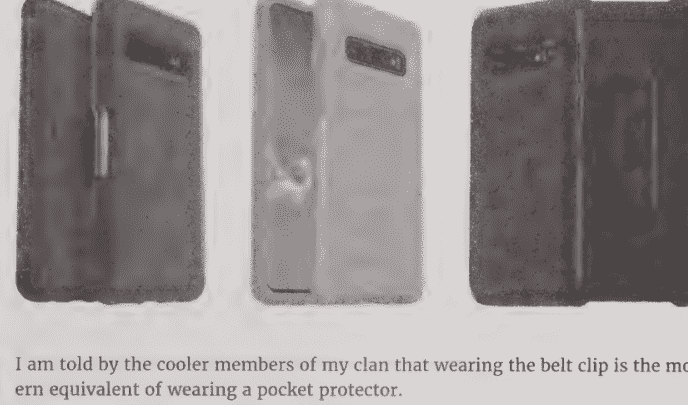 I am told by the cooler members of my clan that wearing the belt clip is the mo
ern equivalent of wearing a pocket protector.